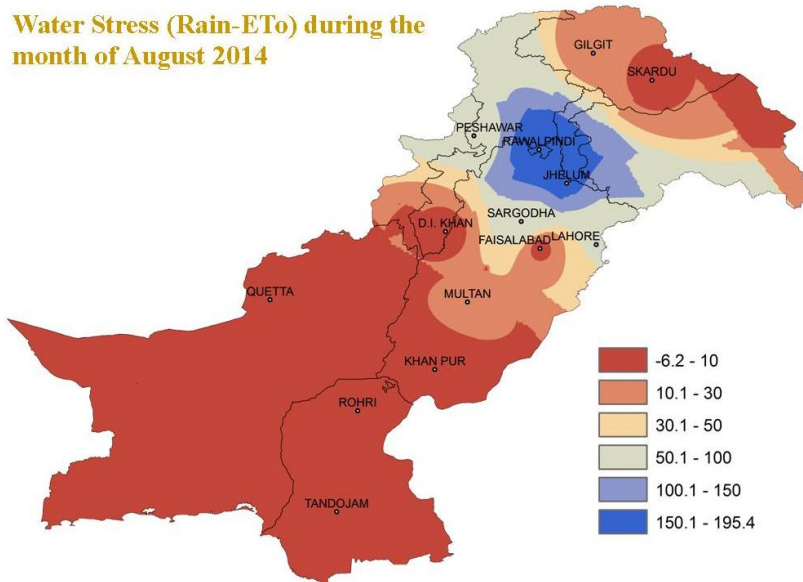 Water Stress (Rain-ETo) during the
month of August 2014
GILGIT
SKARDU
PESHAWAR
RAWALPINDI
JHELUM
SARGODHA
D.I. KHAN
FAISALABAD
LAHORE
QUETTA
MULTAN
KHAN PUR
ROHRI
TANDOJAM
-6.2 - 10
10.1 - 30
30.1 - 50
50.1 - 100
100.1 - 150
150.1 - 195.4